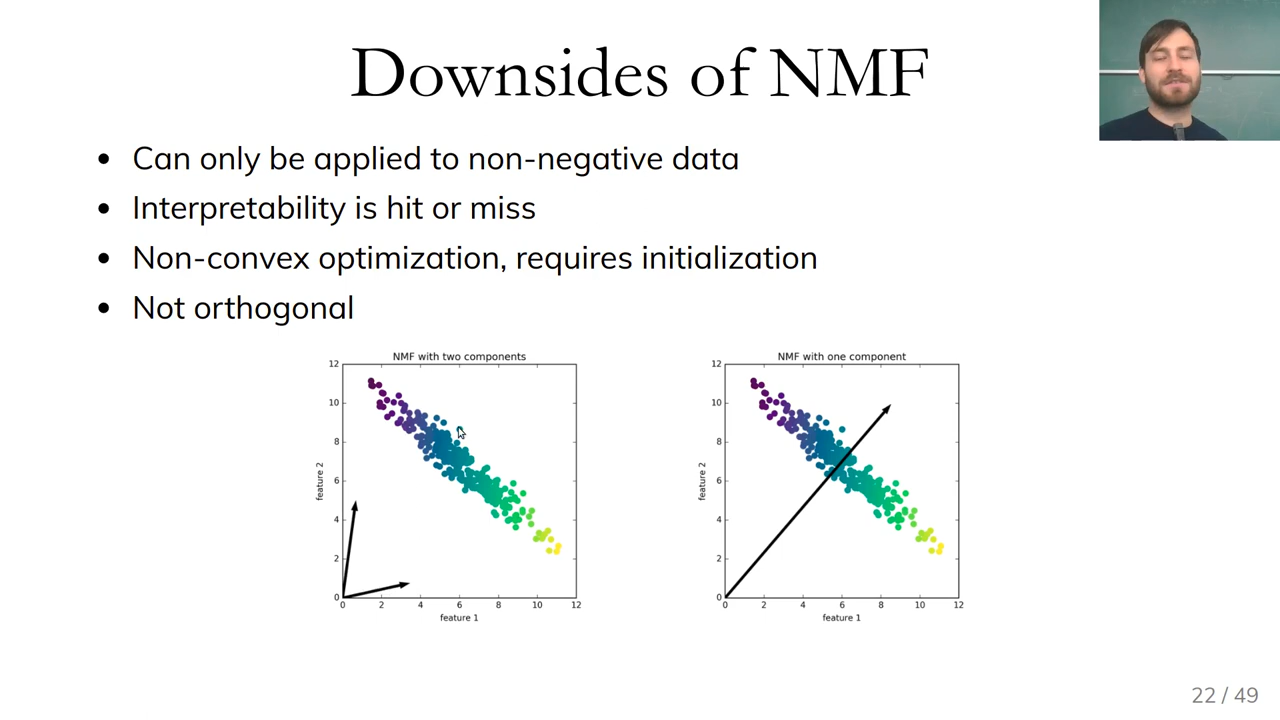 Downsides of NMF
Can only be applied to non-negative data
Interpretability is hit or miss
Non-convex optimization, requires initialization
Not orthogonal
NMF with two components
12
10
8
6
4
2
0
feature 2
0 2 4 6 8 10 12
feature 1
NMF with one component
12
10
8
6
4
2
0
feature 2
0 2 4 6 8 10 12
feature 1
22 / 49